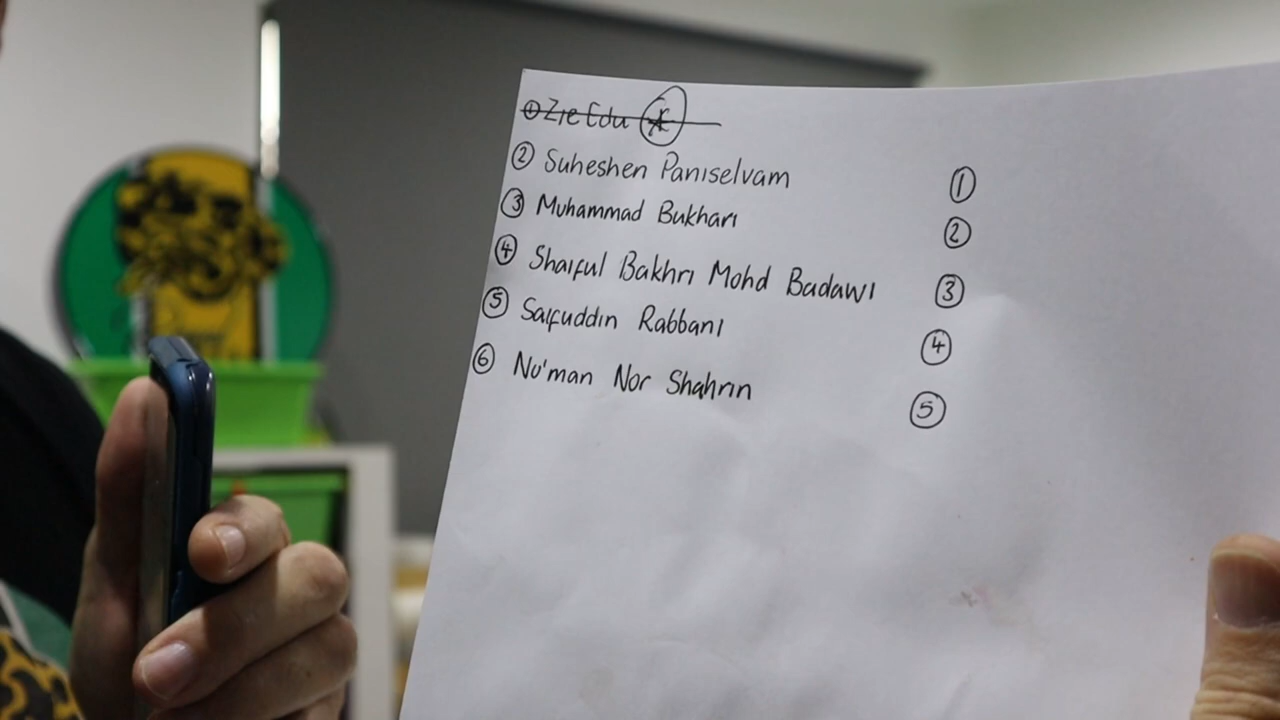 ① Zie Edu
② Suheshen Paniselvam ①
③ Muhammad Bukhari ②
④ Shaiful Bakhri Mohd Badawi ③
⑤ Saifuddin Rabbani ④
⑥ Nu'man Nor Shahrin ⑤